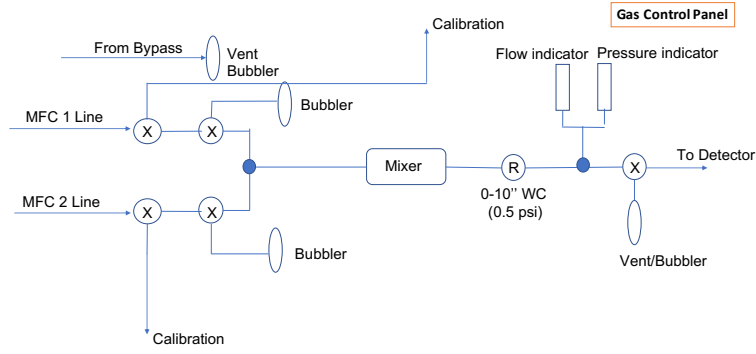 Gas Control Panel
Calibration
From Bypass
Vent
Bubbler
Flow indicator
Pressure indicator
Bubbler
MFC 1 Line
X
X
Mixer
R
X
To Detector
0-10’’ WC
(0.5 psi)
MFC 2 Line
X
X
Bubbler
Vent/Bubbler
Calibration